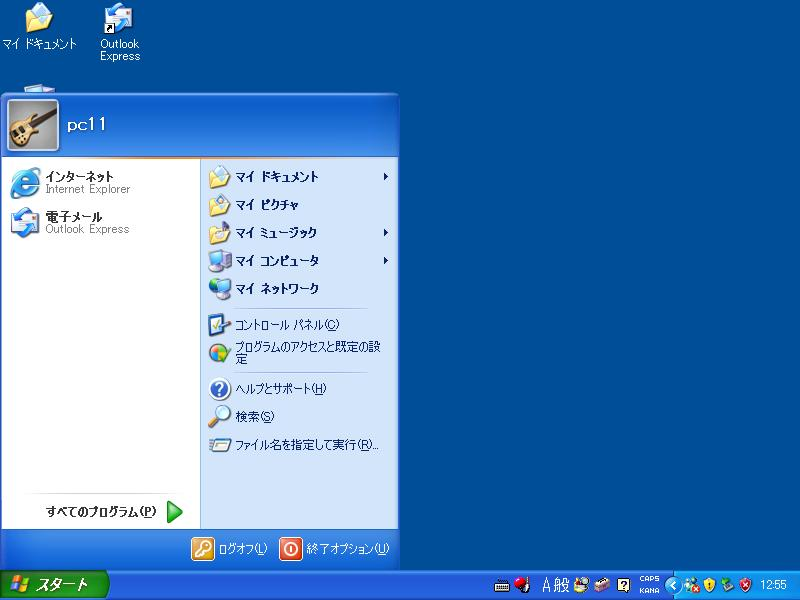 マイ ドキュメント
Outlook
Express
pc11
インターネット
Internet Explorer
電子メール
Outlook Express
すべてのプログラム(P)
マイ ドキュメント
マイ ピクチャ
マイ ミュージック
マイ コンピュータ
マイ ネットワーク
コントロール パネル(C)
プログラムのアクセスと既定の設
定
ヘルプとサポート(H)
検索(S)
ファイル名を指定して実行(R)...
ログオフ(L)
終了オプション(U)
スタート
A 般
CAPS
KANA
12:55